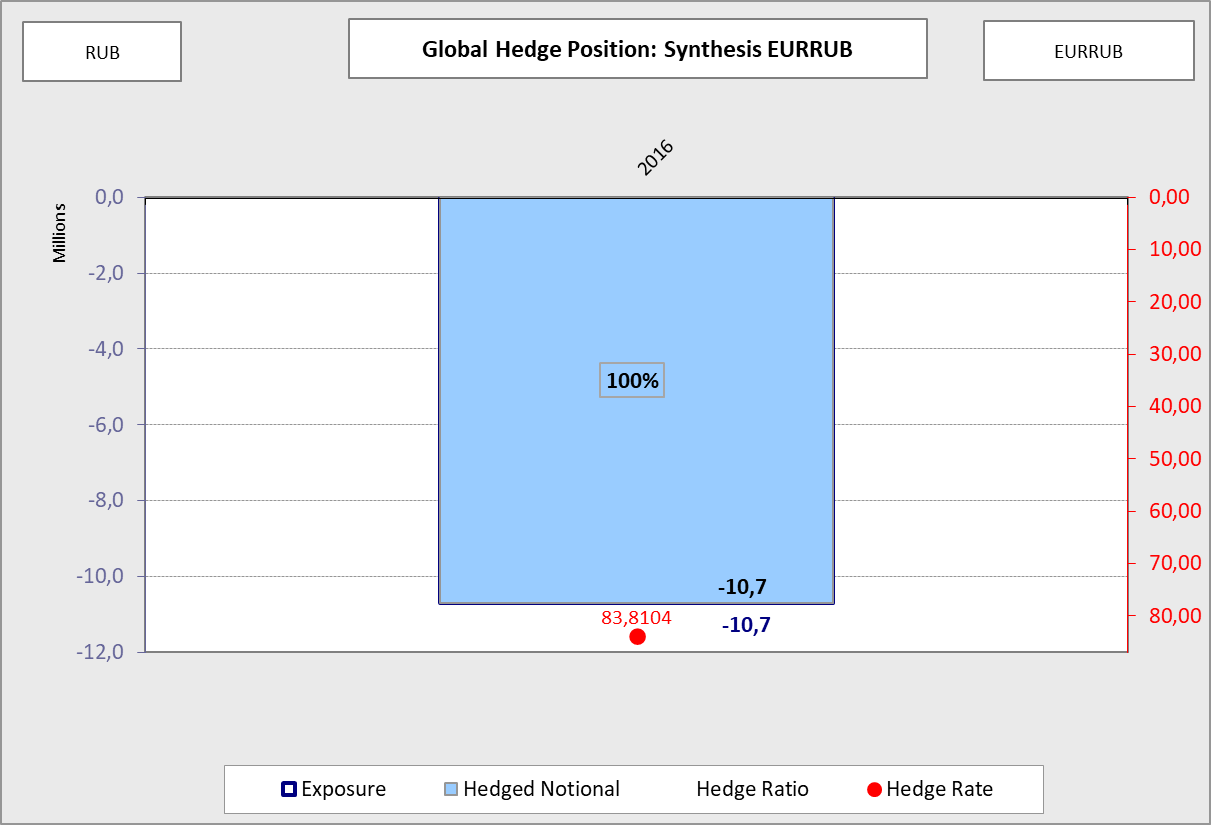 RUB
Global Hedge Position: Synthesis EURRUB
EURRUB
2016
Millions
0,0
-2,0
-4,0
-6,0
-8,0
-10,0
-12,0
100%
-10,7
83,8104
-10,7
0,00
10,00
20,00
30,00
40,00
50,00
60,00
70,00
80,00
Exposure
Hedged Notional
Hedge Ratio
Hedge Rate